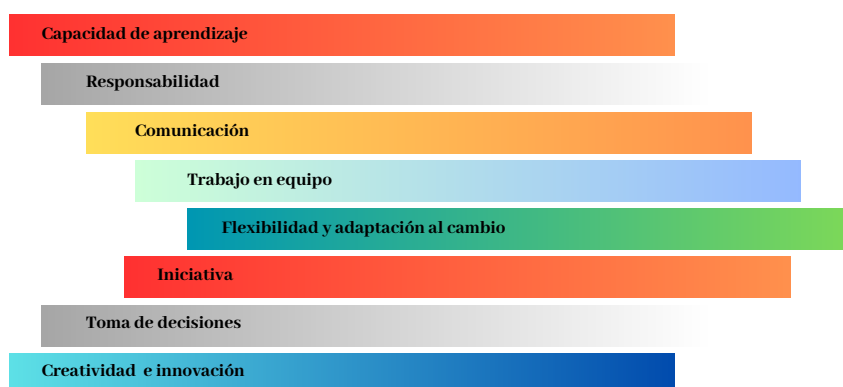 Capacidad de aprendizaje
Responsabilidad
Comunicación
Trabajo en equipo
Flexibilidad y adaptación al cambio
Iniciativa
Toma de decisiones
Creatividad e innovación